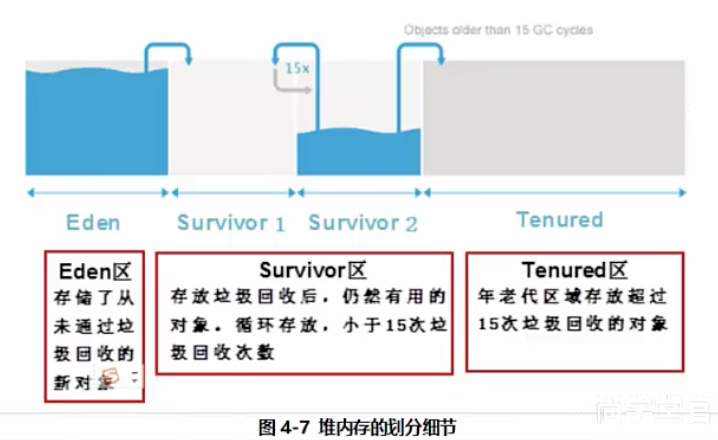 Objects older than 15 GC cycles
15x
Eden
Survivor 1
Survivor 2
Tenured
Eden区
存储了从
未通过垃
圾回收的
新对象
Survivor区
存放垃圾回收后，仍然有用的
对象。循环存放，小于15次垃
圾回收次数
Tenured区
年老代区域存放超过
15次垃圾回收的对象
图 4-7 堆内存的划分细节